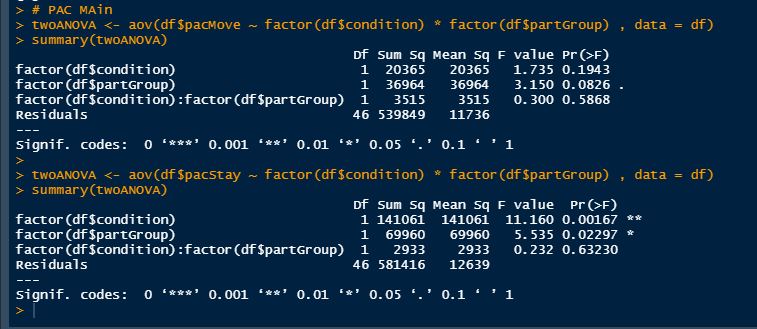 > # PAC MAin
> twoANOVA <- aov(df$pacMove ~ factor(df$condition) * factor(df$partGroup) , data = df)
> summary(twoANOVA)
Df Sum Sq Mean Sq F value Pr(>F)
factor(df$condition) 1 20365 20365 1.735 0.1943
factor(df$partGroup) 1 36964 36964 3.150 0.0826 .
factor(df$condition):factor(df$partGroup) 1 3515 3515 0.300 0.5868
Residuals 46 539849 11736
---
Signif. codes: 0 ‘***’ 0.001 ‘**’ 0.01 ‘*’ 0.05 ‘.’ 0.1 ‘ ’ 1
>
> twoANOVA <- aov(df$pacStay ~ factor(df$condition) * factor(df$partGroup) , data = df)
> summary(twoANOVA)
Df Sum Sq Mean Sq F value Pr(>F)
factor(df$condition) 1 141061 141061 11.160 0.00167 **
factor(df$partGroup) 1 69960 69960 5.535 0.02297 *
factor(df$condition):factor(df$partGroup) 1 2933 2933 0.232 0.63230
Residuals 46 581416 12639
---
Signif. codes: 0 ‘***’ 0.001 ‘**’ 0.01 ‘*’ 0.05 ‘.’ 0.1 ‘ ’ 1
>